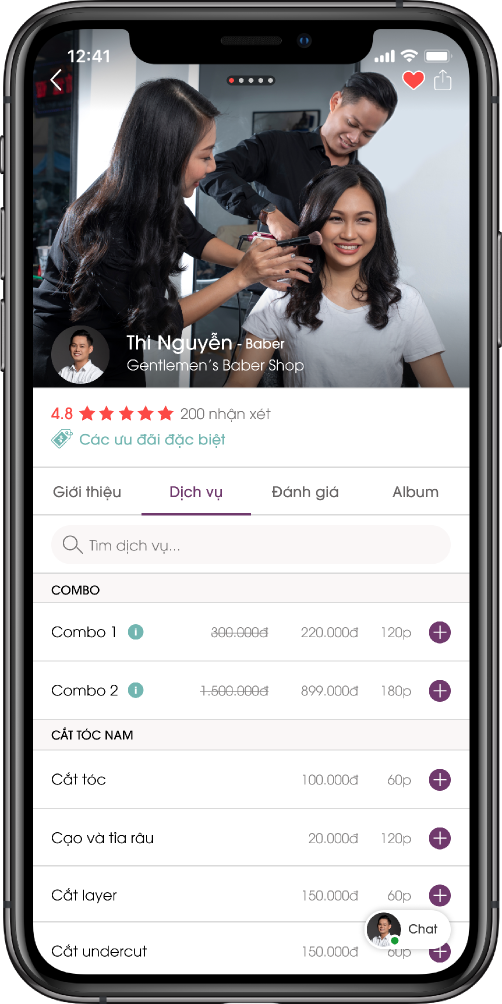 12:41
Thi Nguyễn - Baber
Gentlemen's Baber Shop
4.8 200 nhận xét
Các ưu đãi đặc biệt
Giới thiệu Dịch vụ Đánh giá Album
Tìm dịch vụ...
COMBO
Combo 1 i 300.000đ 220.000đ 120p
Combo 2 i 1.500.000đ 899.000đ 180p
CẮT TÓC NAM
Cắt tóc 100.000đ 60p
Cạo và tỉa râu 20.000đ 120p
Cắt layer 150.000đ 60p
Chat
Cắt undercut 150.000đ 60p